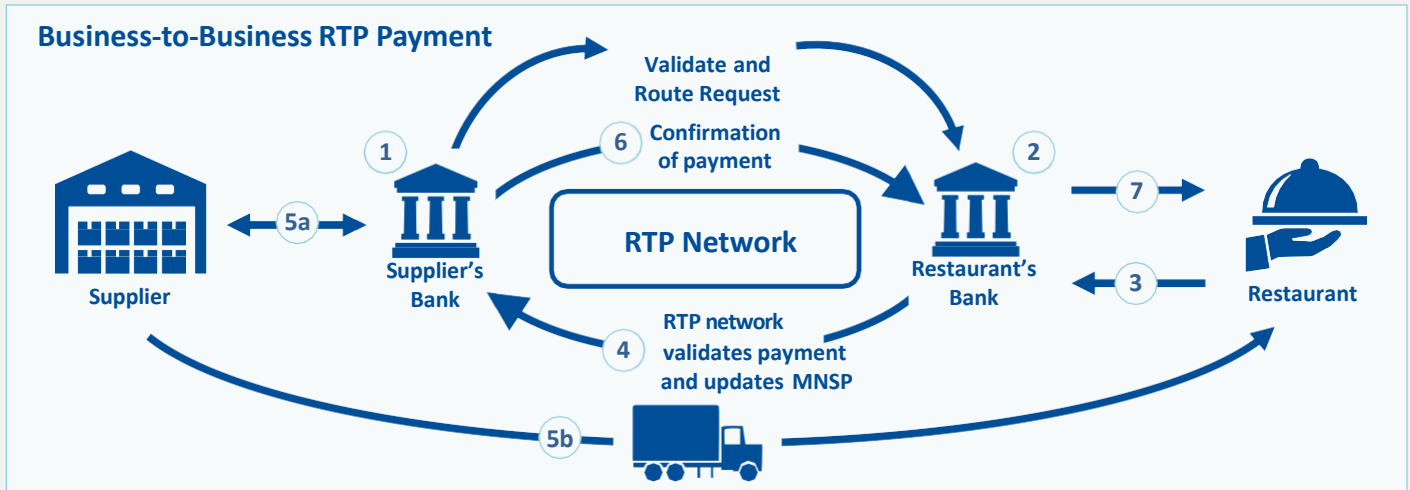 Business-to-Business RTP Payment
Validate and
Route Request
1
6
Confirmation
of payment
2
5a
7
RTP Network
Supplier's
Bank
Restaurant's
Bank
3
Supplier
Restaurant
4
RTP network
validates payment
and updates MNSP
5b